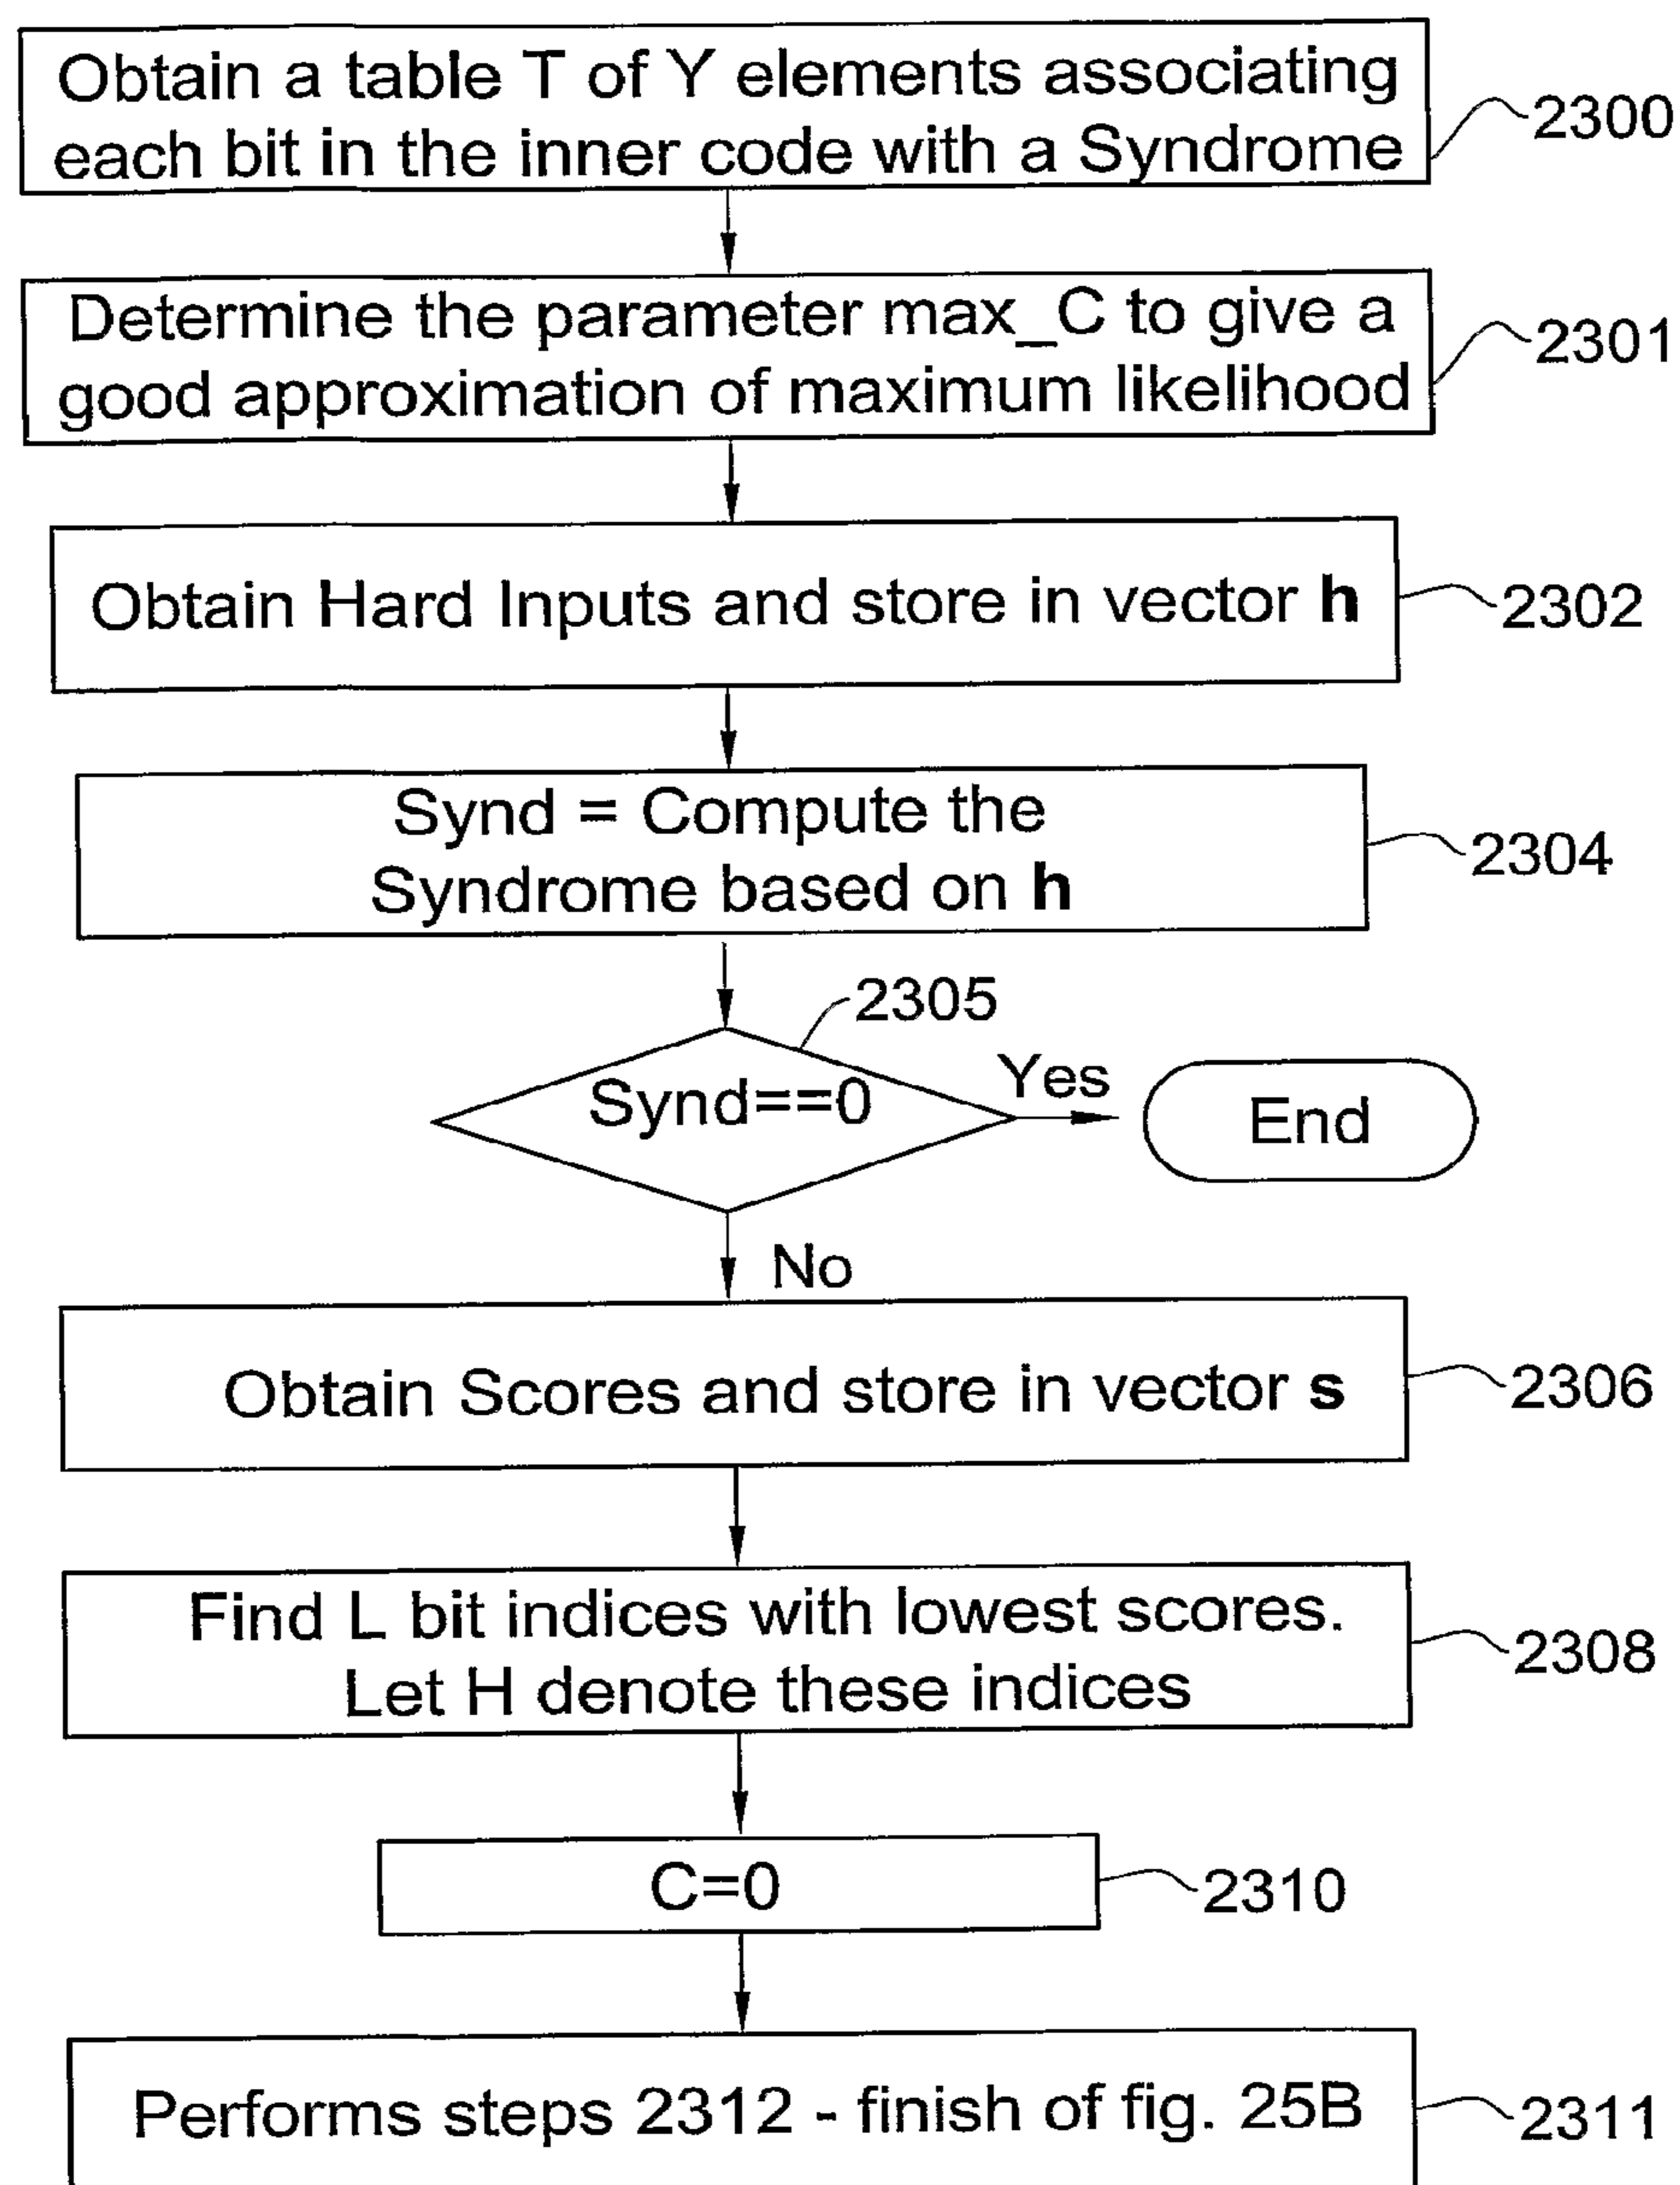 Obtain a table T of Y elements associating
each bit in the inner code with a Syndrome
2300
Determine the parameter max_C to give a
good approximation of maximum likelihood
2301
Obtain Hard Inputs and store in vector h
2302
Synd = Compute the
Syndrome based on h
2304
2305
Synd==0
Yes
End
No
Obtain Scores and store in vector s
2306
Find L bit indices with lowest scores.
Let H denote these indices
2308
C=0
2310
Performs steps 2312 - finish of fig. 25B
2311